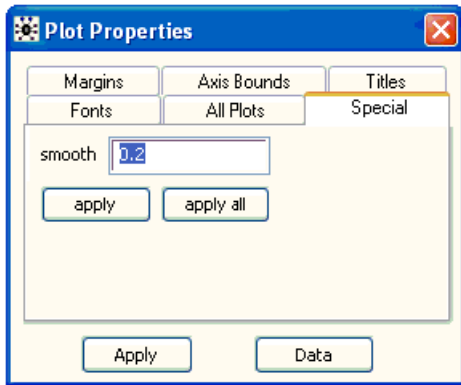 Plot Properties
Margins Axis Bounds Titles
Fonts All Plots Special
smooth 0.2
apply apply all
Apply Data